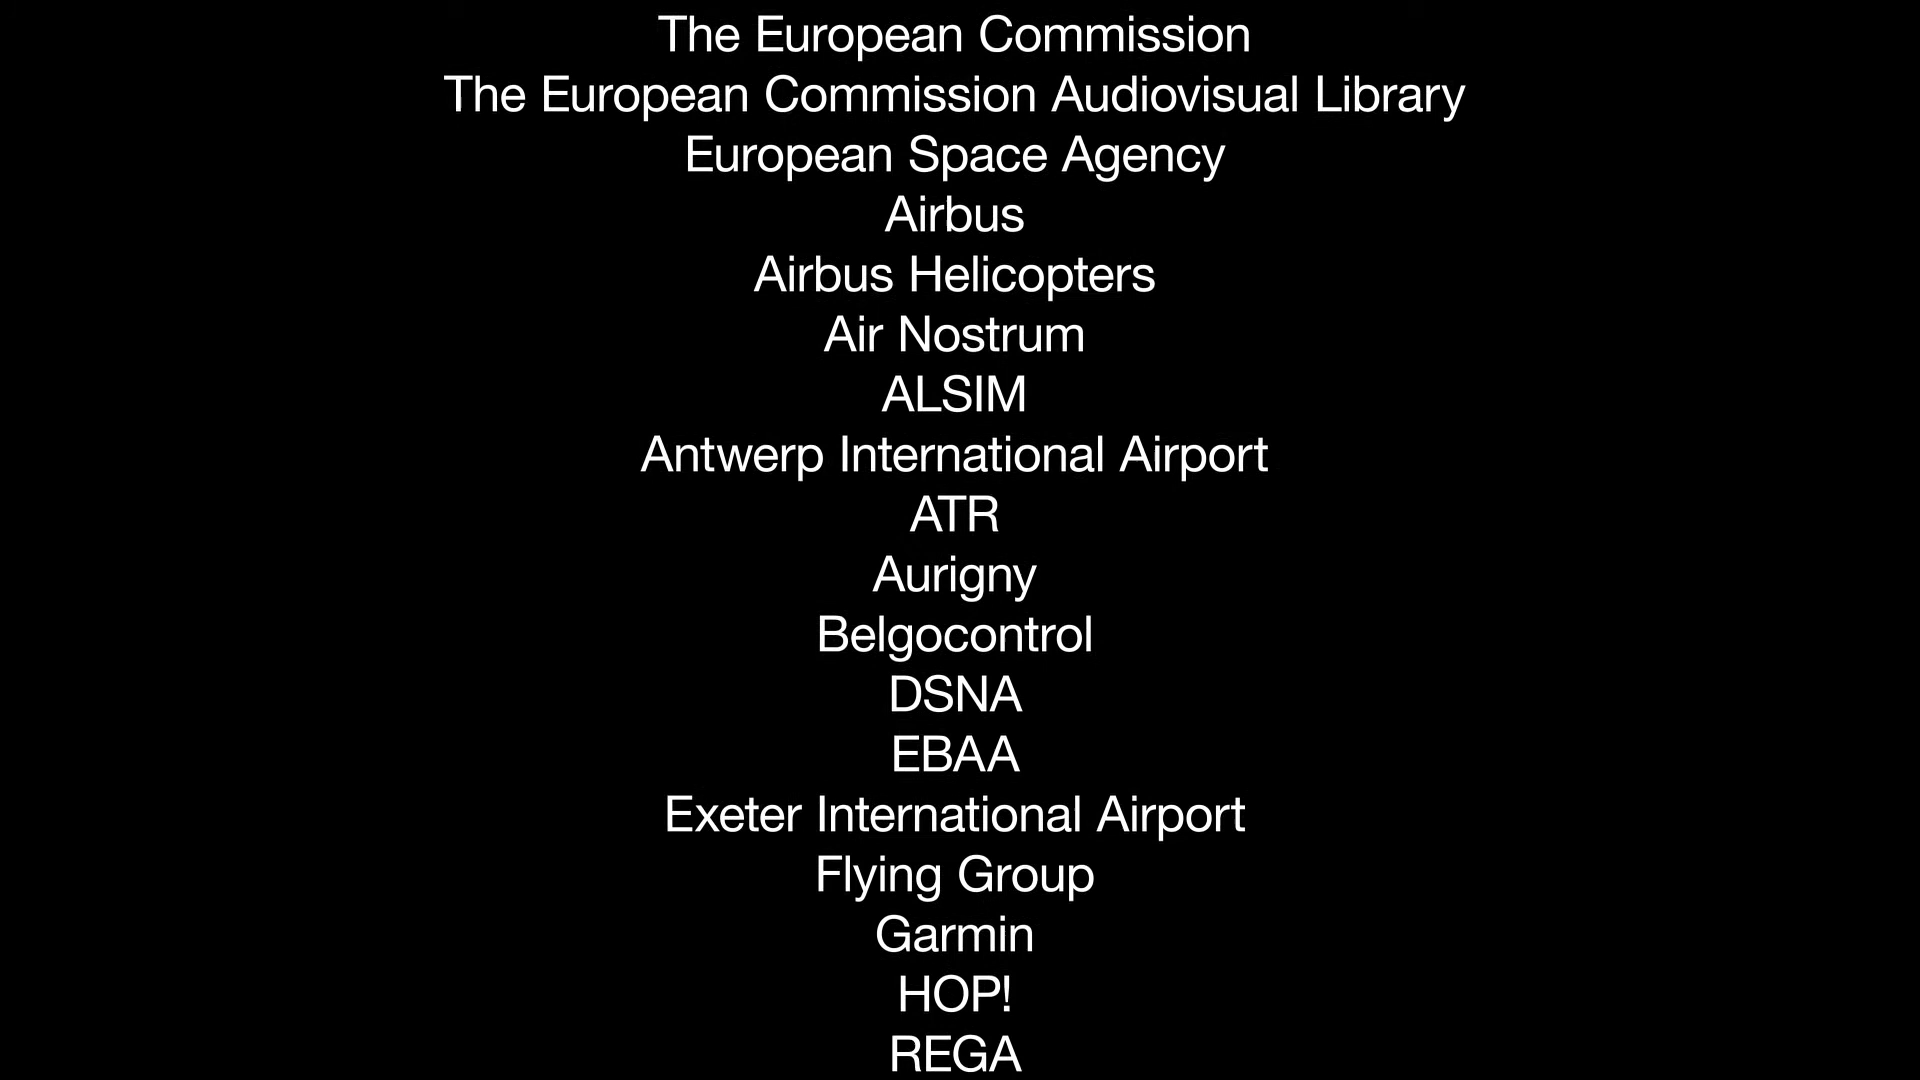 The European Commission
The European Commission Audiovisual Library
European Space Agency
Airbus
Airbus Helicopters
Air Nostrum
ALSIM
Antwerp International Airport
ATR
Aurigny
Belgocontrol
DSNA
EBAA
Exeter International Airport
Flying Group
Garmin
HOP!
REGA